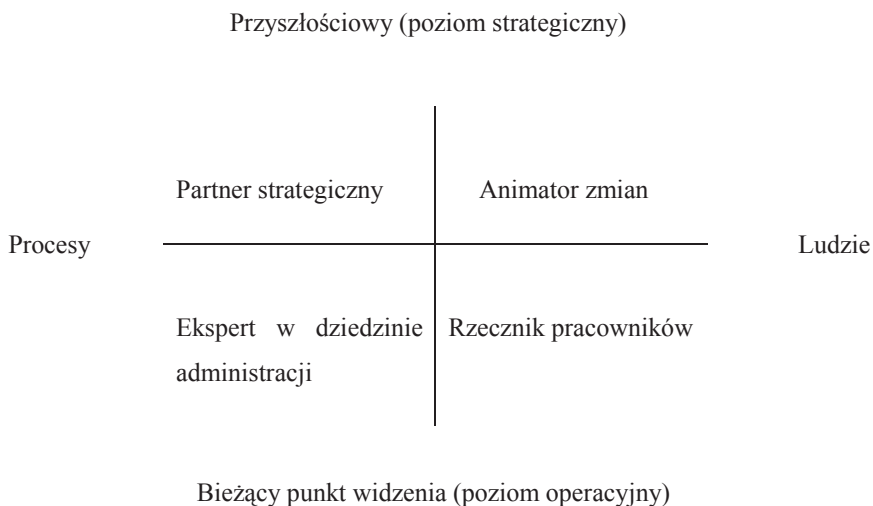 Przyszłościowy (poziom strategiczny)
Partner strategiczny
Animator zmian
Procesy
Ludzie
Ekspert w dziedzinie
administracji
Rzecznik pracowników
Bieżący punkt widzenia (poziom operacyjny)